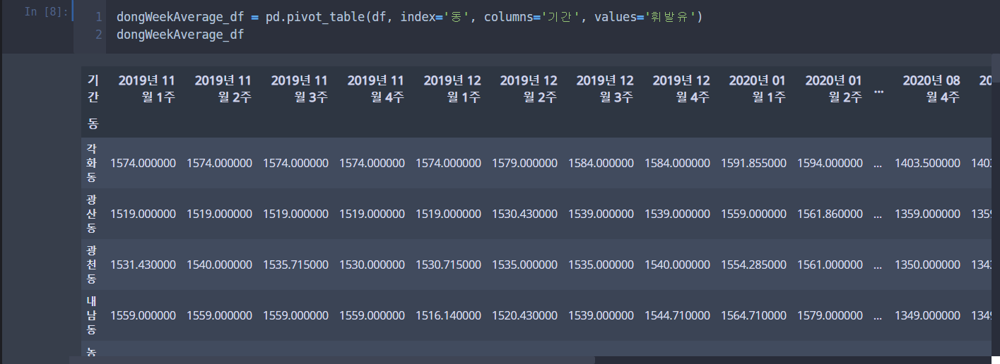 In [8]:
1 dongWeekAverage_df = pd.pivot_table(df, index='동', columns='기간', values='휘발유')
2 dongWeekAverage_df
기간 2019년 11월 1주 2019년 11월 2주 2019년 11월 3주 2019년 11월 4주 2019년 12월 1주 2019년 12월 2주 2019년 12월 3주 2019년 12월 4주 2020년 01월 1주 2020년 01월 2주 ... 2020년 08월 4주 20
동
각화동 1574.000000 1574.000000 1574.000000 1574.000000 1574.000000 1579.000000 1584.000000 1584.000000 1591.855000 1594.000000 ... 1403.500000 1403
광산동 1519.000000 1519.000000 1519.000000 1519.000000 1519.000000 1530.430000 1539.000000 1539.000000 1559.000000 1561.860000 ... 1359.000000 1359
광천동 1531.430000 1540.000000 1535.715000 1530.000000 1530.715000 1535.000000 1535.000000 1540.000000 1554.285000 1561.000000 ... 1350.000000 1343
내남동 1559.000000 1559.000000 1559.000000 1559.000000 1516.140000 1520.430000 1539.000000 1544.710000 1564.710000 1579.000000 ... 1349.000000 1349